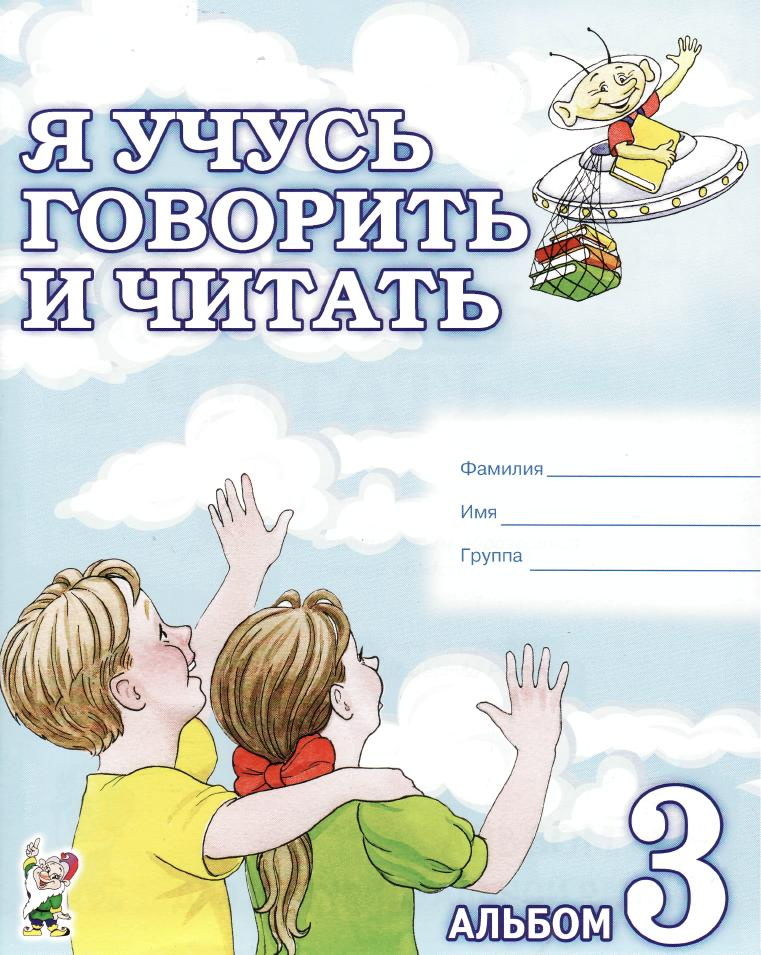 Я УЧУСЬ
ГОВОРИТЬ
И ЧИТАТЬ
Фамилия
Имя
Группа
АЛЬБОМ 3